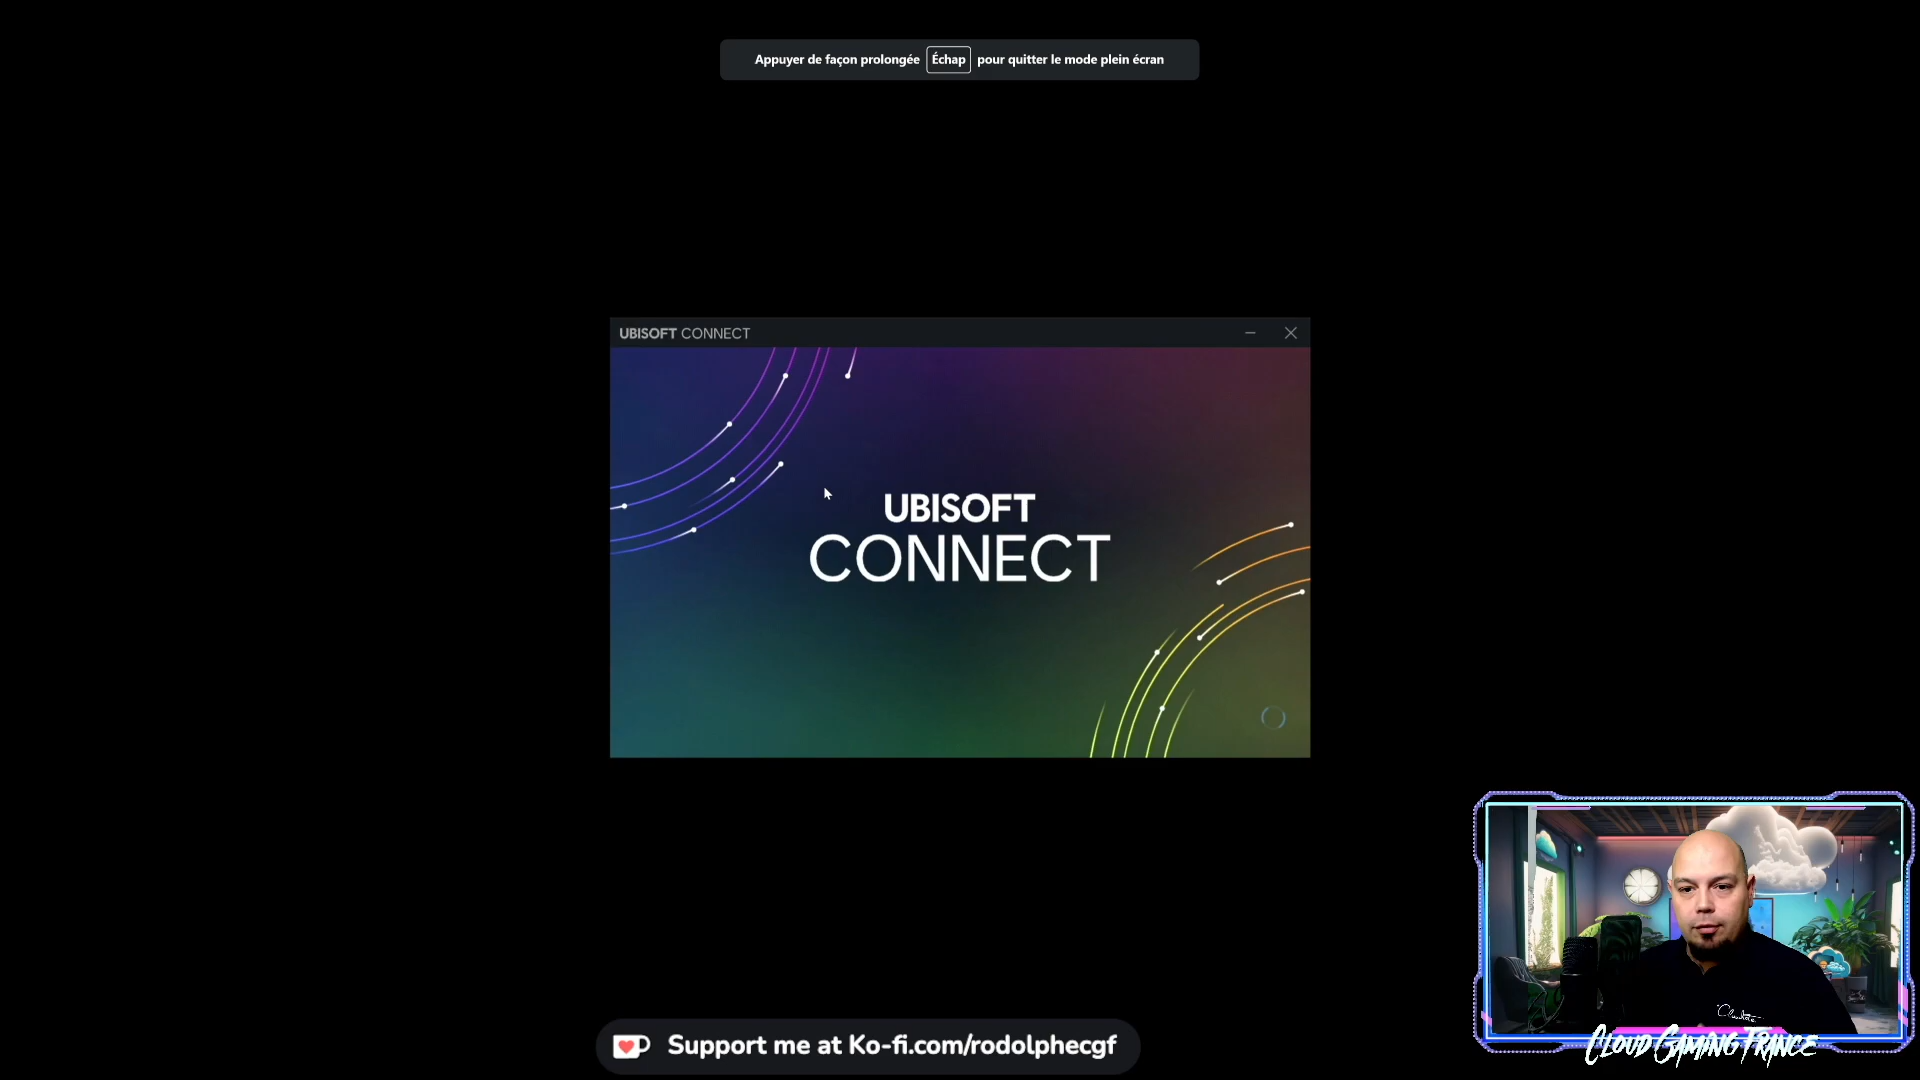 Appuyer de façon prolongée Échap pour quitter le mode plein écran
UBISOFT CONNECT
UBISOFT
CONNECT
Support me at Ko-fi.com/rodolphecgf
CLOUD GAMING FRANCE